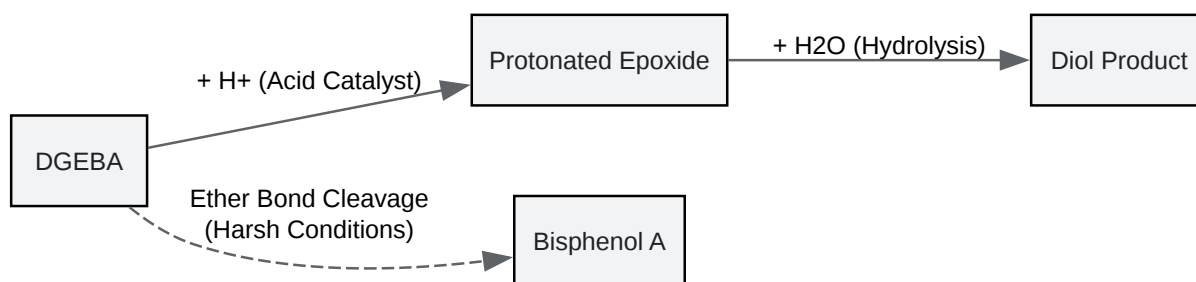 Protonated Epoxide
+ H2O (Hydrolysis)
Diol Product
+ H+ (Acid Catalyst)
DGEBA
Ether Bond Cleavage
(Harsh Conditions)
Bisphenol A